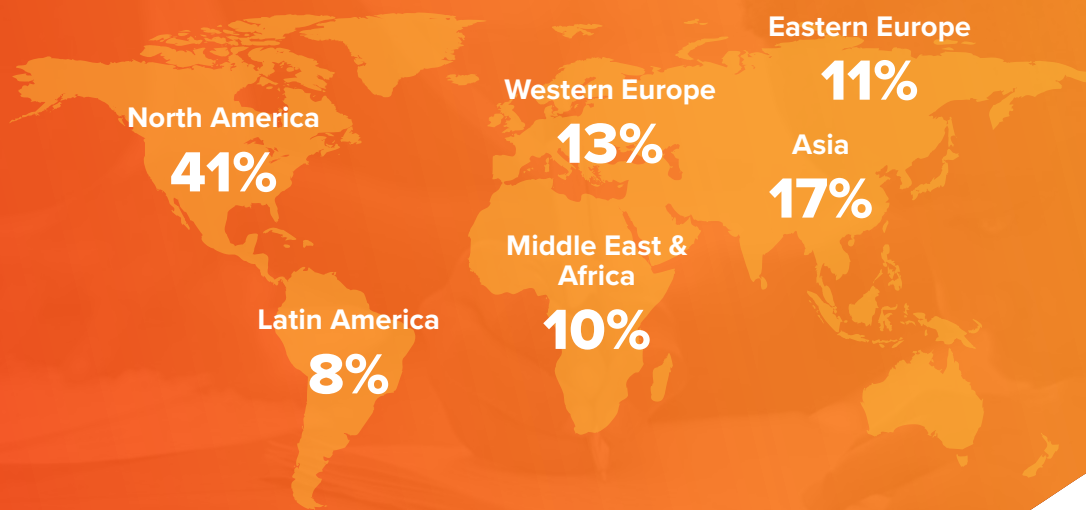 Eastern Europe
11%
Western Europe
13%
North America
41%
Asia
17%
Middle East &
Africa
10%
Latin America
8%